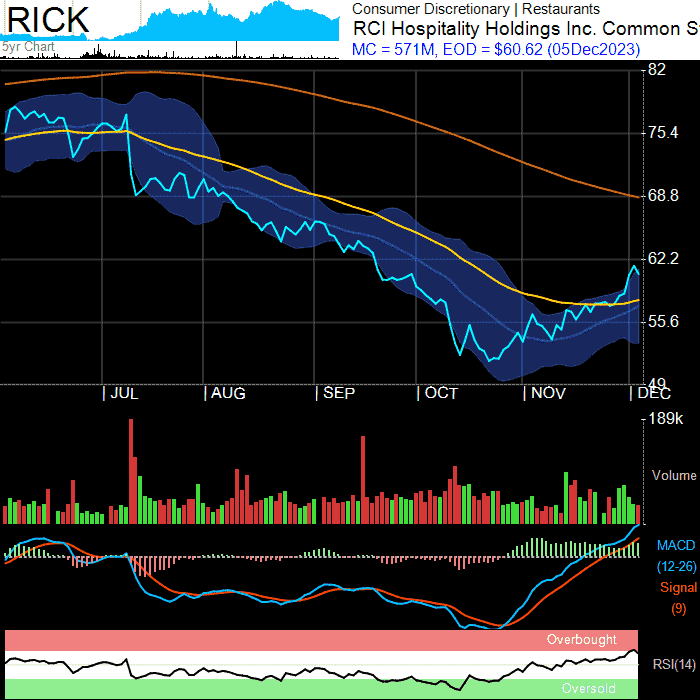 RICK
5yr Chart
Consumer Discretionary | Restaurants
RCI Hospitality Holdings Inc. Common S
MC = 571M, EOD = $60.62 (05Dec2023)
82
75.4
68.8
62.2
55.6
49
| JUL | AUG | SEP | OCT | NOV | DEC
189k
Volume
MACD
(12-26)
Signal
(9)
Overbought
RSI(14)
Oversold